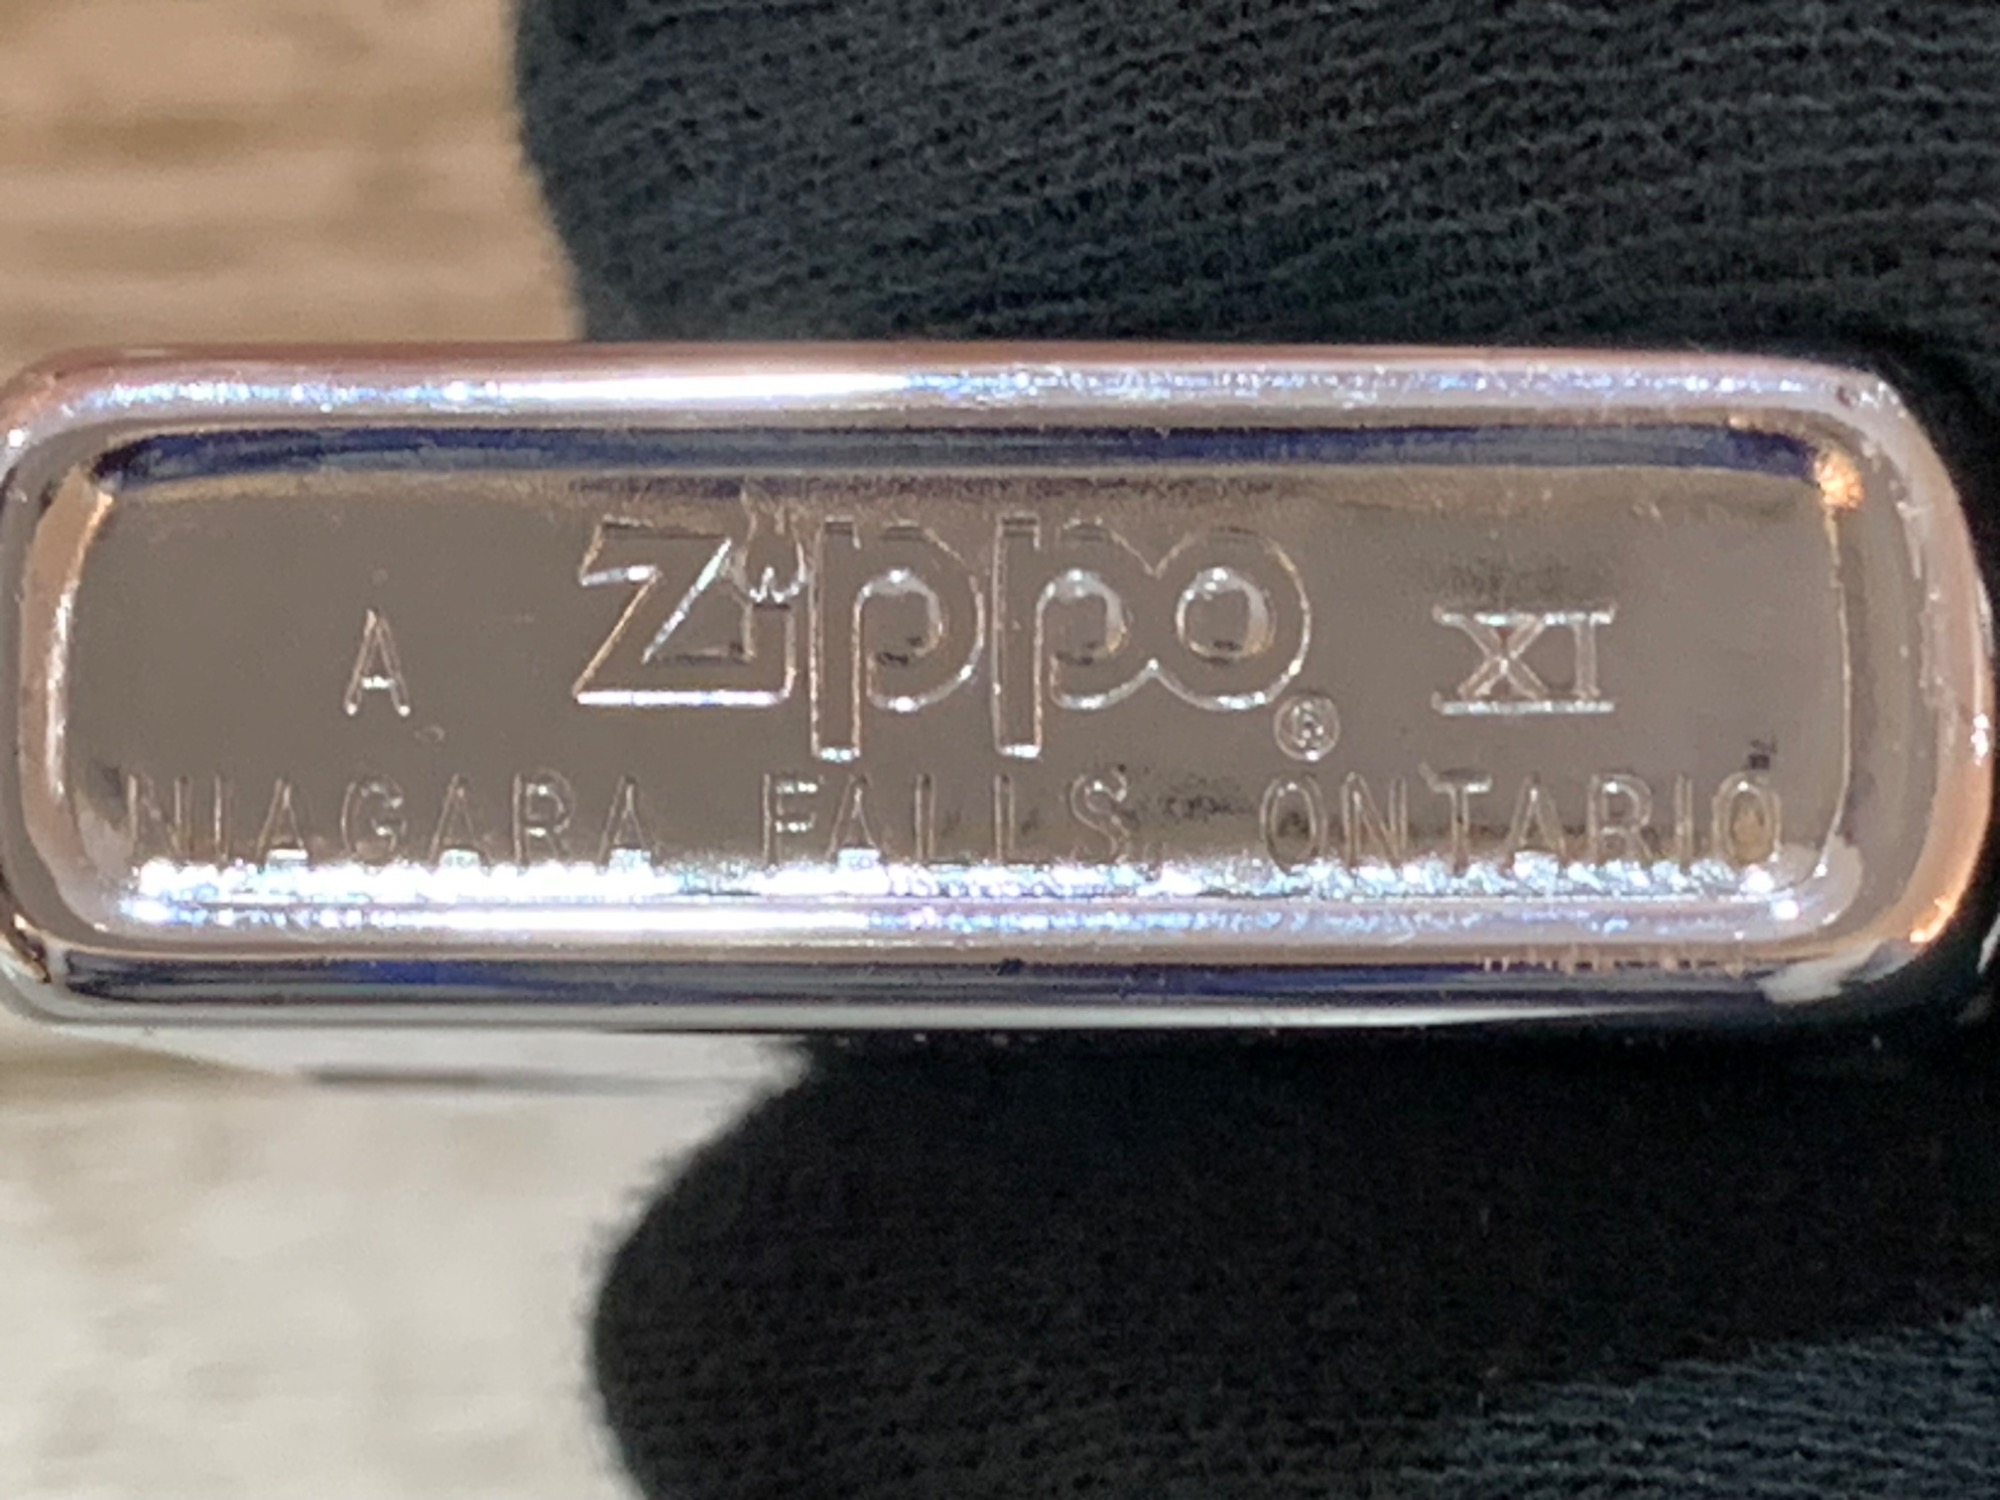 A Zippo® XI
NIAGARA FALLS, ONTARIO